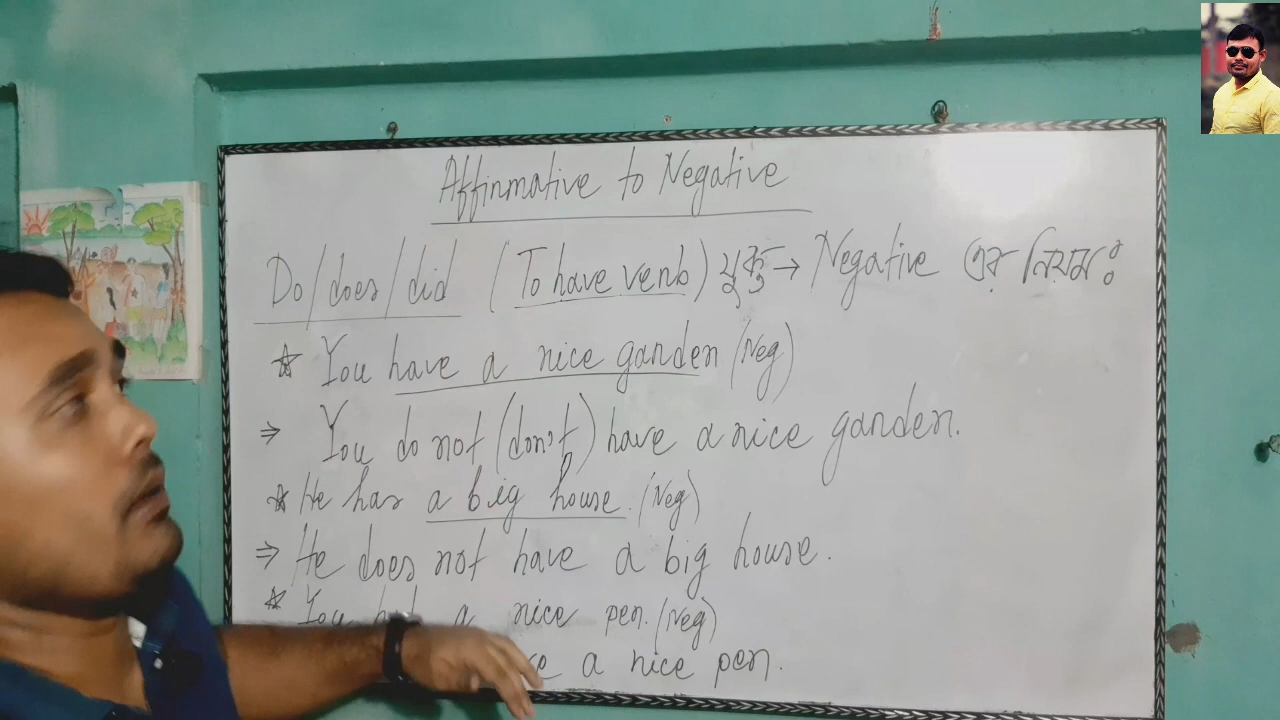 Affirmative to Negative
Do/does/did (To have verb) যুক্ত → Negative এর নিয়মঃ
☆ You have a nice garden (Neg)
⇒ You do not (don't) have a nice garden.
☆ He has a big house. (Neg)
⇒ He does not have a big house.
☆ You a nice pen. (Neg)
a nice pen.